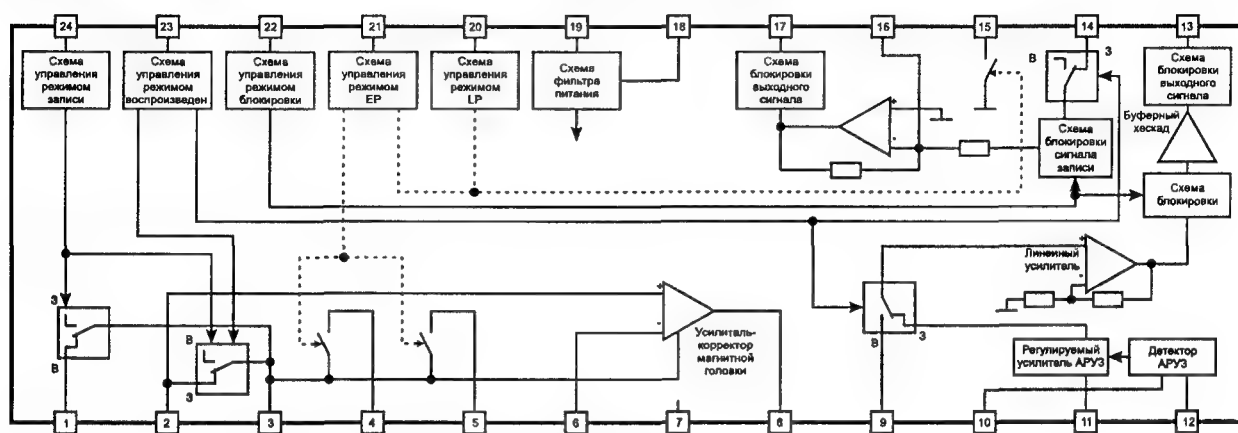 24 23 22 21 20 19 18 17 16 15 14 13
Схема
управления
режимом
записи
Схема
управления
режимом
воспроизведен
Схема
управления
режимом
блокировки
Схема
управления
режимом
EP
Схема
управления
режимом
LP
Схема
фильтра
питания
Схема
блокировки
выходного
сигнала
В
З
Схема
блокировки
выходного
сигнала
Буферный
хескад
+
-
Схема
блокировки
сигнала
записи
Схема
блокировки
З
В
В
З
+
-
Усилитель-
корректор
магнитной
головки
В
З
Линейный
усилитель
+
-
Регулируемый
усилитель АРУЗ
Детектор
АРУЗ
1 2 3 4 5 6 7 8 9 10 11 12